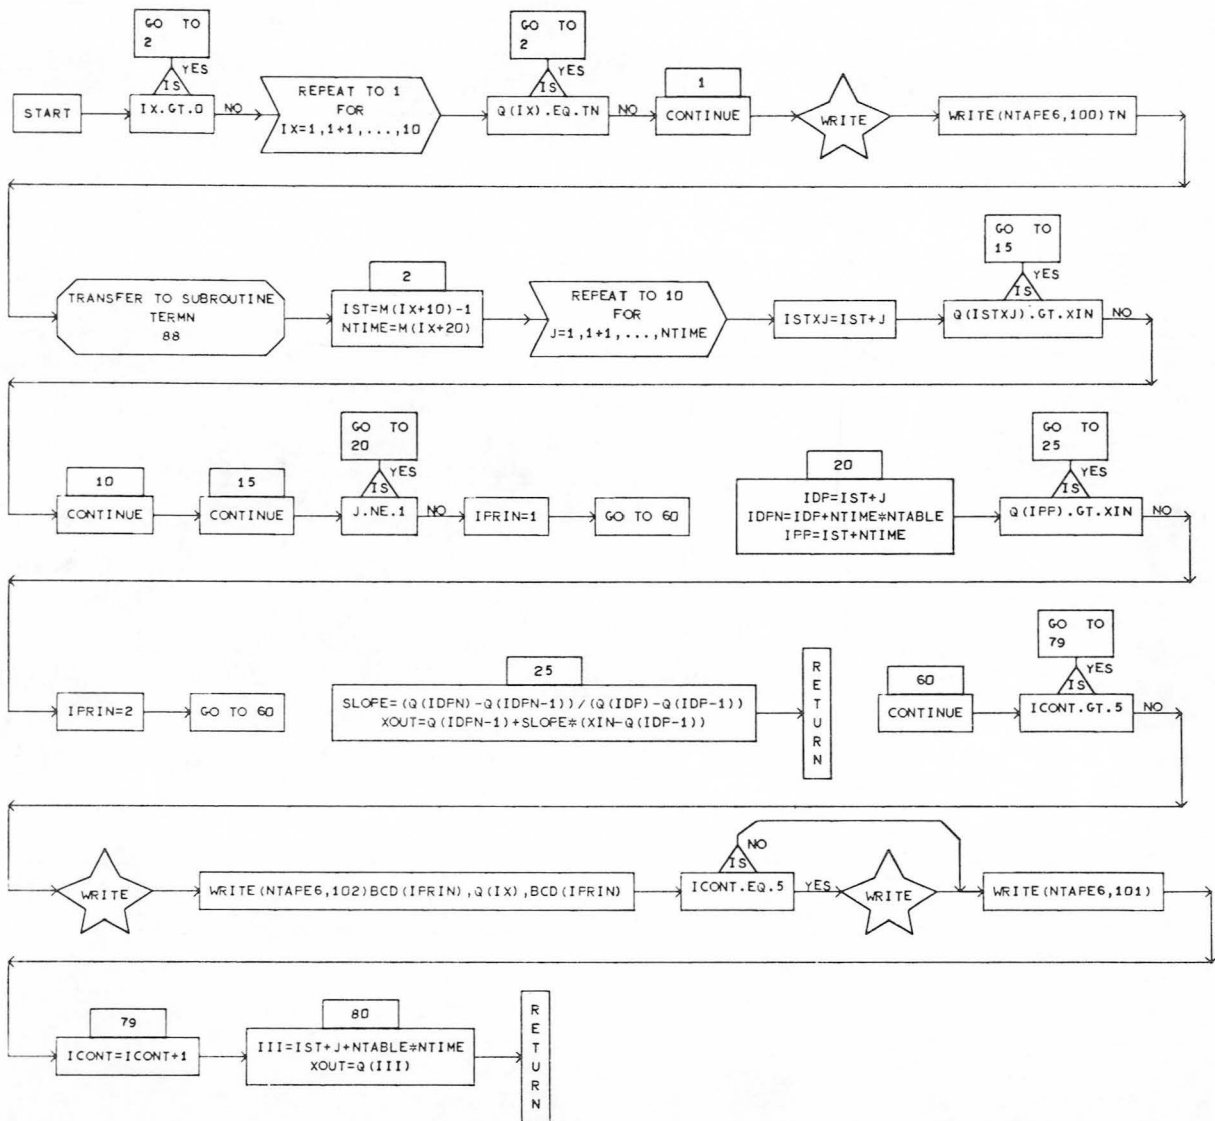 GO TO
2
YES
IS
START
IX.GT.0
NO
REPEAT TO 1
FOR
IX=1,1+1,...,10
GO TO
2
YES
IS
Q(IX).EQ.TN
NO
1
CONTINUE
WRITE
WRITE(NTAPE6,100)TN
TRANSFER TO SUBROUTINE
TERMN
88
2
IST=M(IX+10)-1
NTIME=M(IX+20)
REPEAT TO 10
FOR
J=1,1+1,...,NTIME
ISTXJ=IST+J
GO TO
15
YES
IS
Q(ISTXJ).GT.XIN
NO
10
CONTINUE
15
CONTINUE
GO TO
20
YES
IS
J.NE.1
NO
IPRIN=1
GO TO 60
20
IDP=IST+J
IDPN=IDP+NTIME*NTABLE
IPP=IST+NTIME
GO TO
25
YES
IS
Q(IPP).GT.XIN
NO
IPRIN=2
GO TO 60
25
SLOPE=(Q(IDPN)-Q(IDPN-1))/(Q(IDP)-Q(IDP-1))
XOUT=Q(IDPN-1)+SLOPE*(XIN-Q(IDP-1))
RETURN
60
CONTINUE
GO TO
79
YES
IS
ICONT.GT.5
NO
WRITE
WRITE(NTAPE6,102)BCD(IPRIN),Q(IX),BCD(IPRIN)
NO
IS
ICONT.EQ.5
YES
WRITE
WRITE(NTAPE6,101)
79
ICONT=ICONT+1
80
III=IST+J+NTABLE*NTIME
XOUT=Q(III)
RETURN